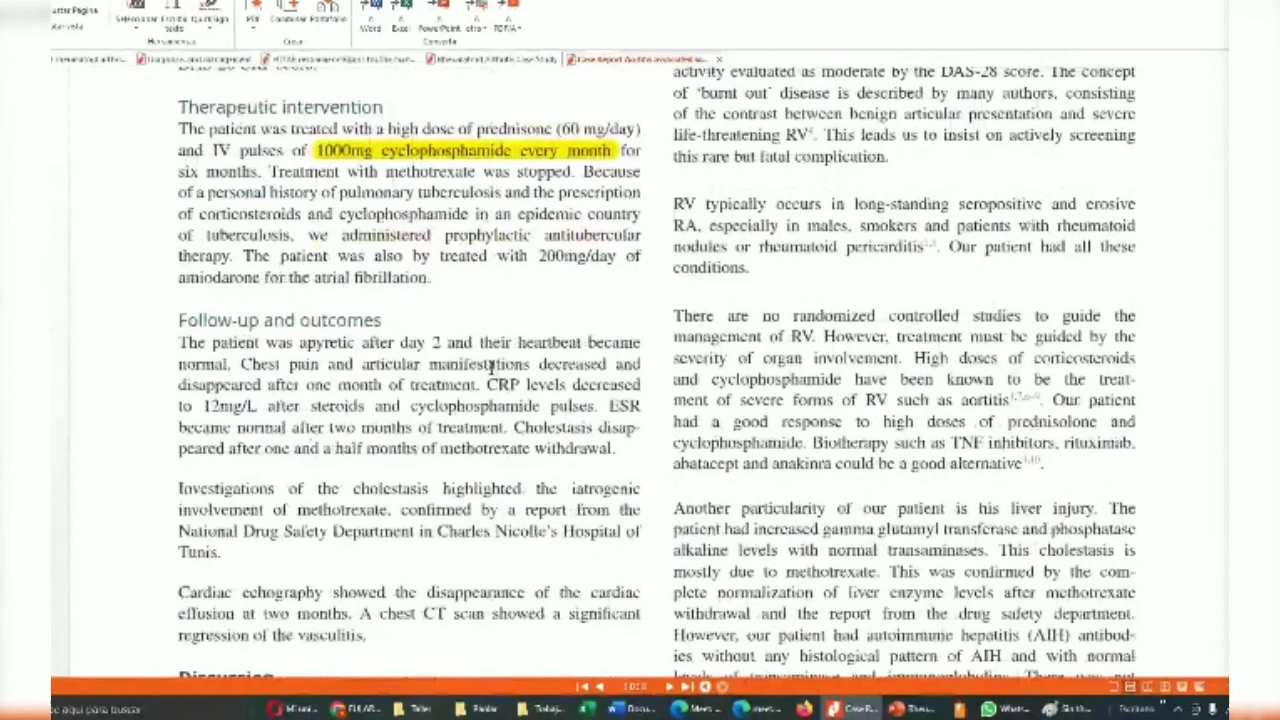 Word
Excel
PowerPoint
PDF/A
Crear
Rheumatoid Arthritis Case Study
Therapeutic intervention
The patient was treated with a high dose of prednisone (60 mg/day)
and IV pulses of 1000mg cyclophosphamide every month for
six months. Treatment with methotrexate was stopped. Because
of a personal history of pulmonary tuberculosis and the prescription
of corticosteroids and cyclophosphamide in an epidemic country
of tuberculosis, we administered prophylactic antitubercular
therapy. The patient was also by treated with 200mg/day of
amiodarone for the atrial fibrillation.
Follow-up and outcomes
The patient was apyretic after day 2 and their heartbeat became
normal. Chest pain and articular manifestations decreased and
disappeared after one month of treatment. CRP levels decreased
to 12mg/L after steroids and cyclophosphamide pulses. ESR
became normal after two months of treatment. Cholestasis disap-
peared after one and a half months of methotrexate withdrawal.
Investigations of the cholestasis highlighted the iatrogenic
involvement of methotrexate, confirmed by a report from the
National Drug Safety Department in Charles Nicolle's Hospital of
Tunis.
Cardiac echography showed the disappearance of the cardiac
effusion at two months. A chest CT scan showed a significant
regression of the vasculitis.
Discussion
activity evaluated as moderate by the DAS-28 score. The concept
of 'burnt out' disease is described by many authors, consisting
of the contrast between benign articular presentation and severe
life-threatening RV. This leads us to insist on actively screening
this rare but fatal complication.
RV typically occurs in long-standing seropositive and erosive
RA, especially in males, smokers and patients with rheumatoid
nodules or rheumatoid pericarditis. Our patient had all these
conditions.
There are no randomized controlled studies to guide the
management of RV. However, treatment must be guided by the
severity of organ involvement. High doses of corticosteroids
and cyclophosphamide have been known to be the treat-
ment of severe forms of RV such as aortitis. Our patient
had a good response to high doses of prednisolone and
cyclophosphamide. Biotherapy such as TNF inhibitors, rituximab,
abatacept and anakinra could be a good alternative.
Another particularity of our patient is his liver injury. The
patient had increased gamma glutamyl transferase and phosphatase
alkaline levels with normal transaminases. This cholestasis is
mostly due to methotrexate. This was confirmed by the com-
plete normalization of liver enzyme levels after methotrexate
withdrawal and the report from the drug safety department.
However, our patient had autoimmune hepatitis (AIH) antibod-
ies without any histological pattern of AIH and with normal
aquí para buscar